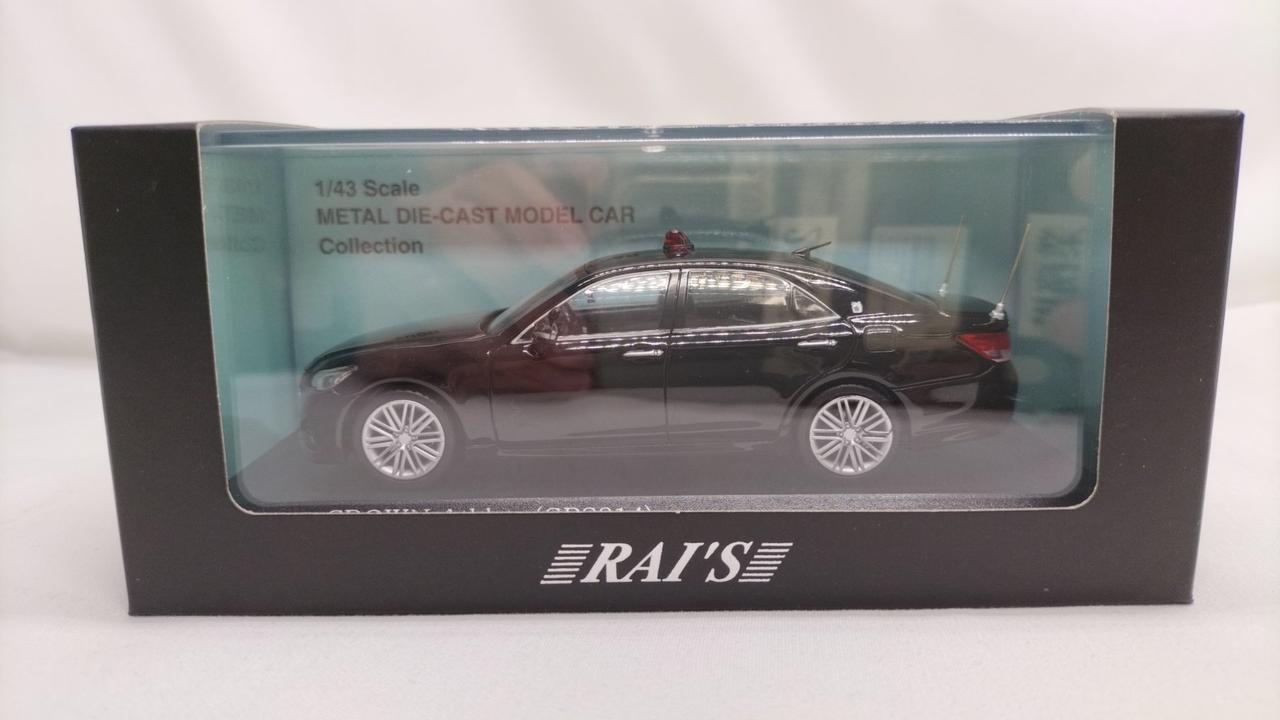 1/43 Scale
METAL DIE-CAST MODEL CAR
Collection
RAI'S